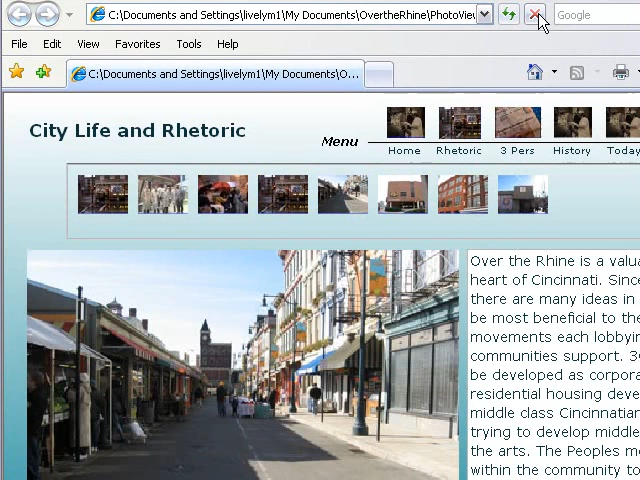 C:\Documents and Settings\livelym1\My Documents\OvertheRhine\PhotoView
Google
File Edit View Favorites Tools Help
C:\Documents and Settings\livelym1\My Documents\O...
City Life and Rhetoric
Menu
Home Rhetoric 3 Pers History Today
Over the Rhine is a valua
heart of Cincinnati. Since
there are many ideas in
be most beneficial to the
movements each lobbyin
communities support. 3
be developed as corpora
residential housing deve
middle class Cincinnatian
trying to develop middle
the arts. The Peoples m
within the community to